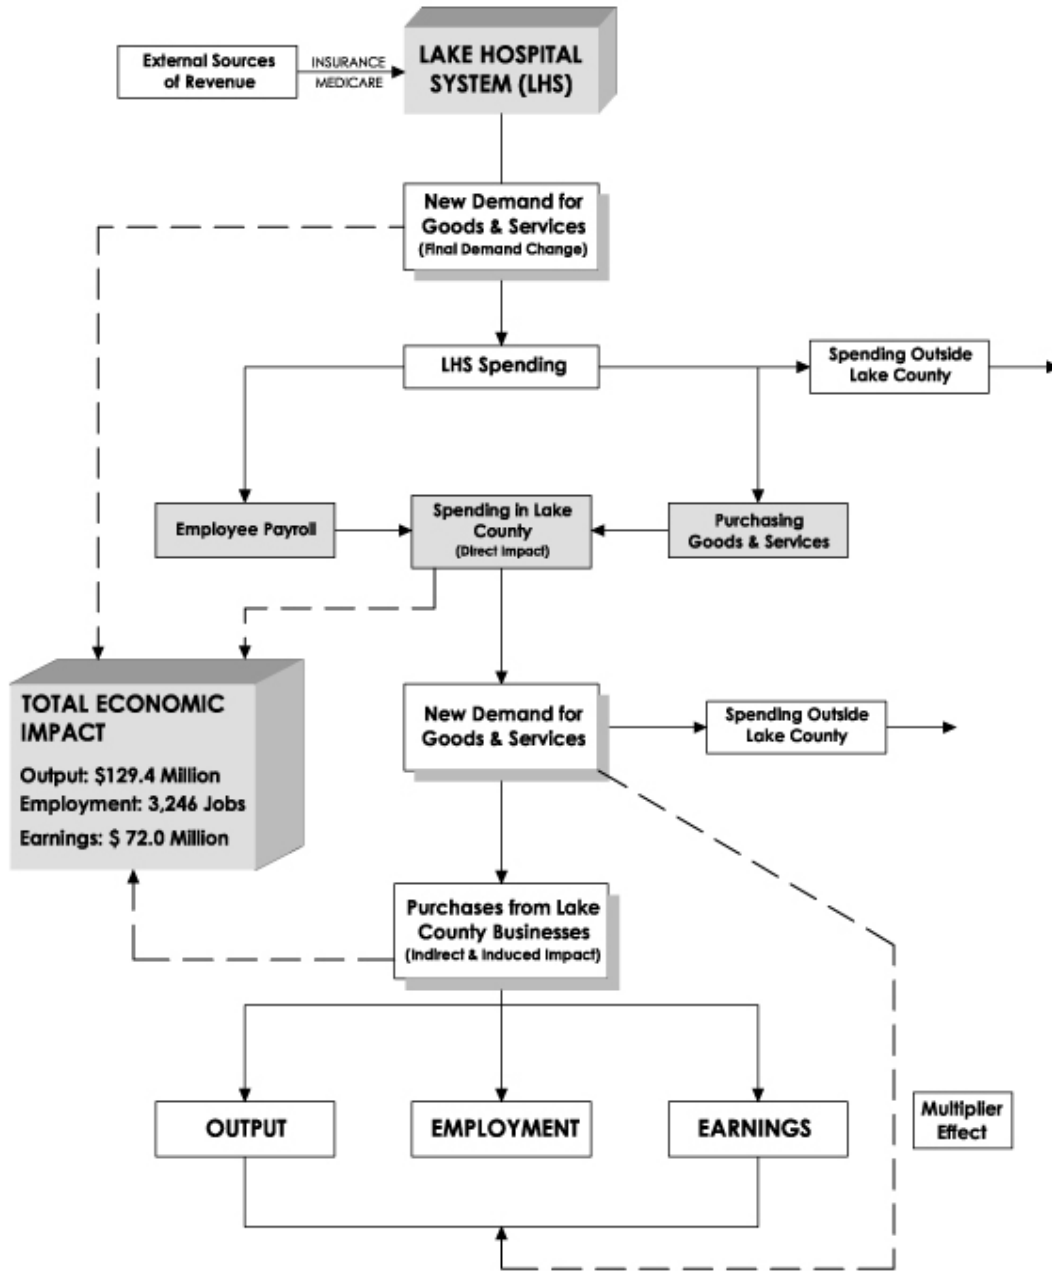 External Sources
of Revenue
INSURANCE
MEDICARE
LAKE HOSPITAL
SYSTEM (LHS)
New Demand for
Goods & Services
(Final Demand Change)
LHS Spending
Spending Outside
Lake County
Employee Payroll
Spending in Lake
County
(Direct Impact)
Purchasing
Goods & Services
TOTAL ECONOMIC
IMPACT
Output: $129.4 Million
Employment: 3,246 Jobs
Earnings: $ 72.0 Million
New Demand for
Goods & Services
Spending Outside
Lake County
Purchases from Lake
County Businesses
(Indirect & Induced Impact)
OUTPUT
EMPLOYMENT
EARNINGS
Multiplier
Effect